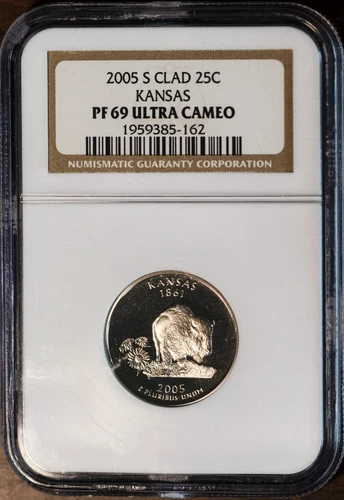 2005 S CLAD 25C
KANSAS
PF 69 ULTRA CAMEO
1959385-162
NUMISMATIC GUARANTY CORPORATION
KANSAS
1861
2005
E PLURIBUS UNUM